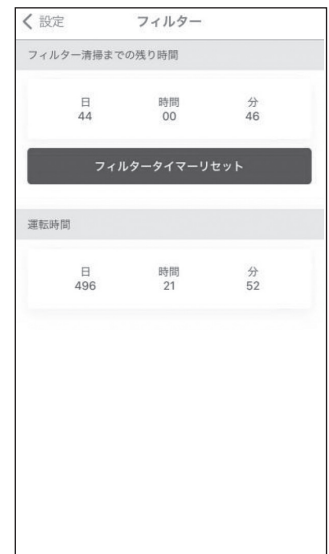 設定 フィルター
フィルター清掃までの残り時間
日 時間 分
44 00 46
フィルタータイマーリセット
運転時間
日 時間 分
496 21 52